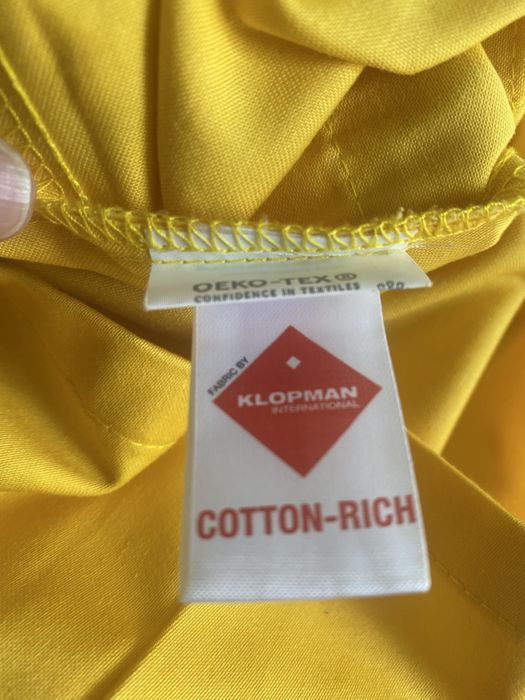 OEKO-TEX®
CONFIDENCE IN TEXTILES
FABRIC BY
KLOPMAN
INTERNATIONAL
COTTON-RICH